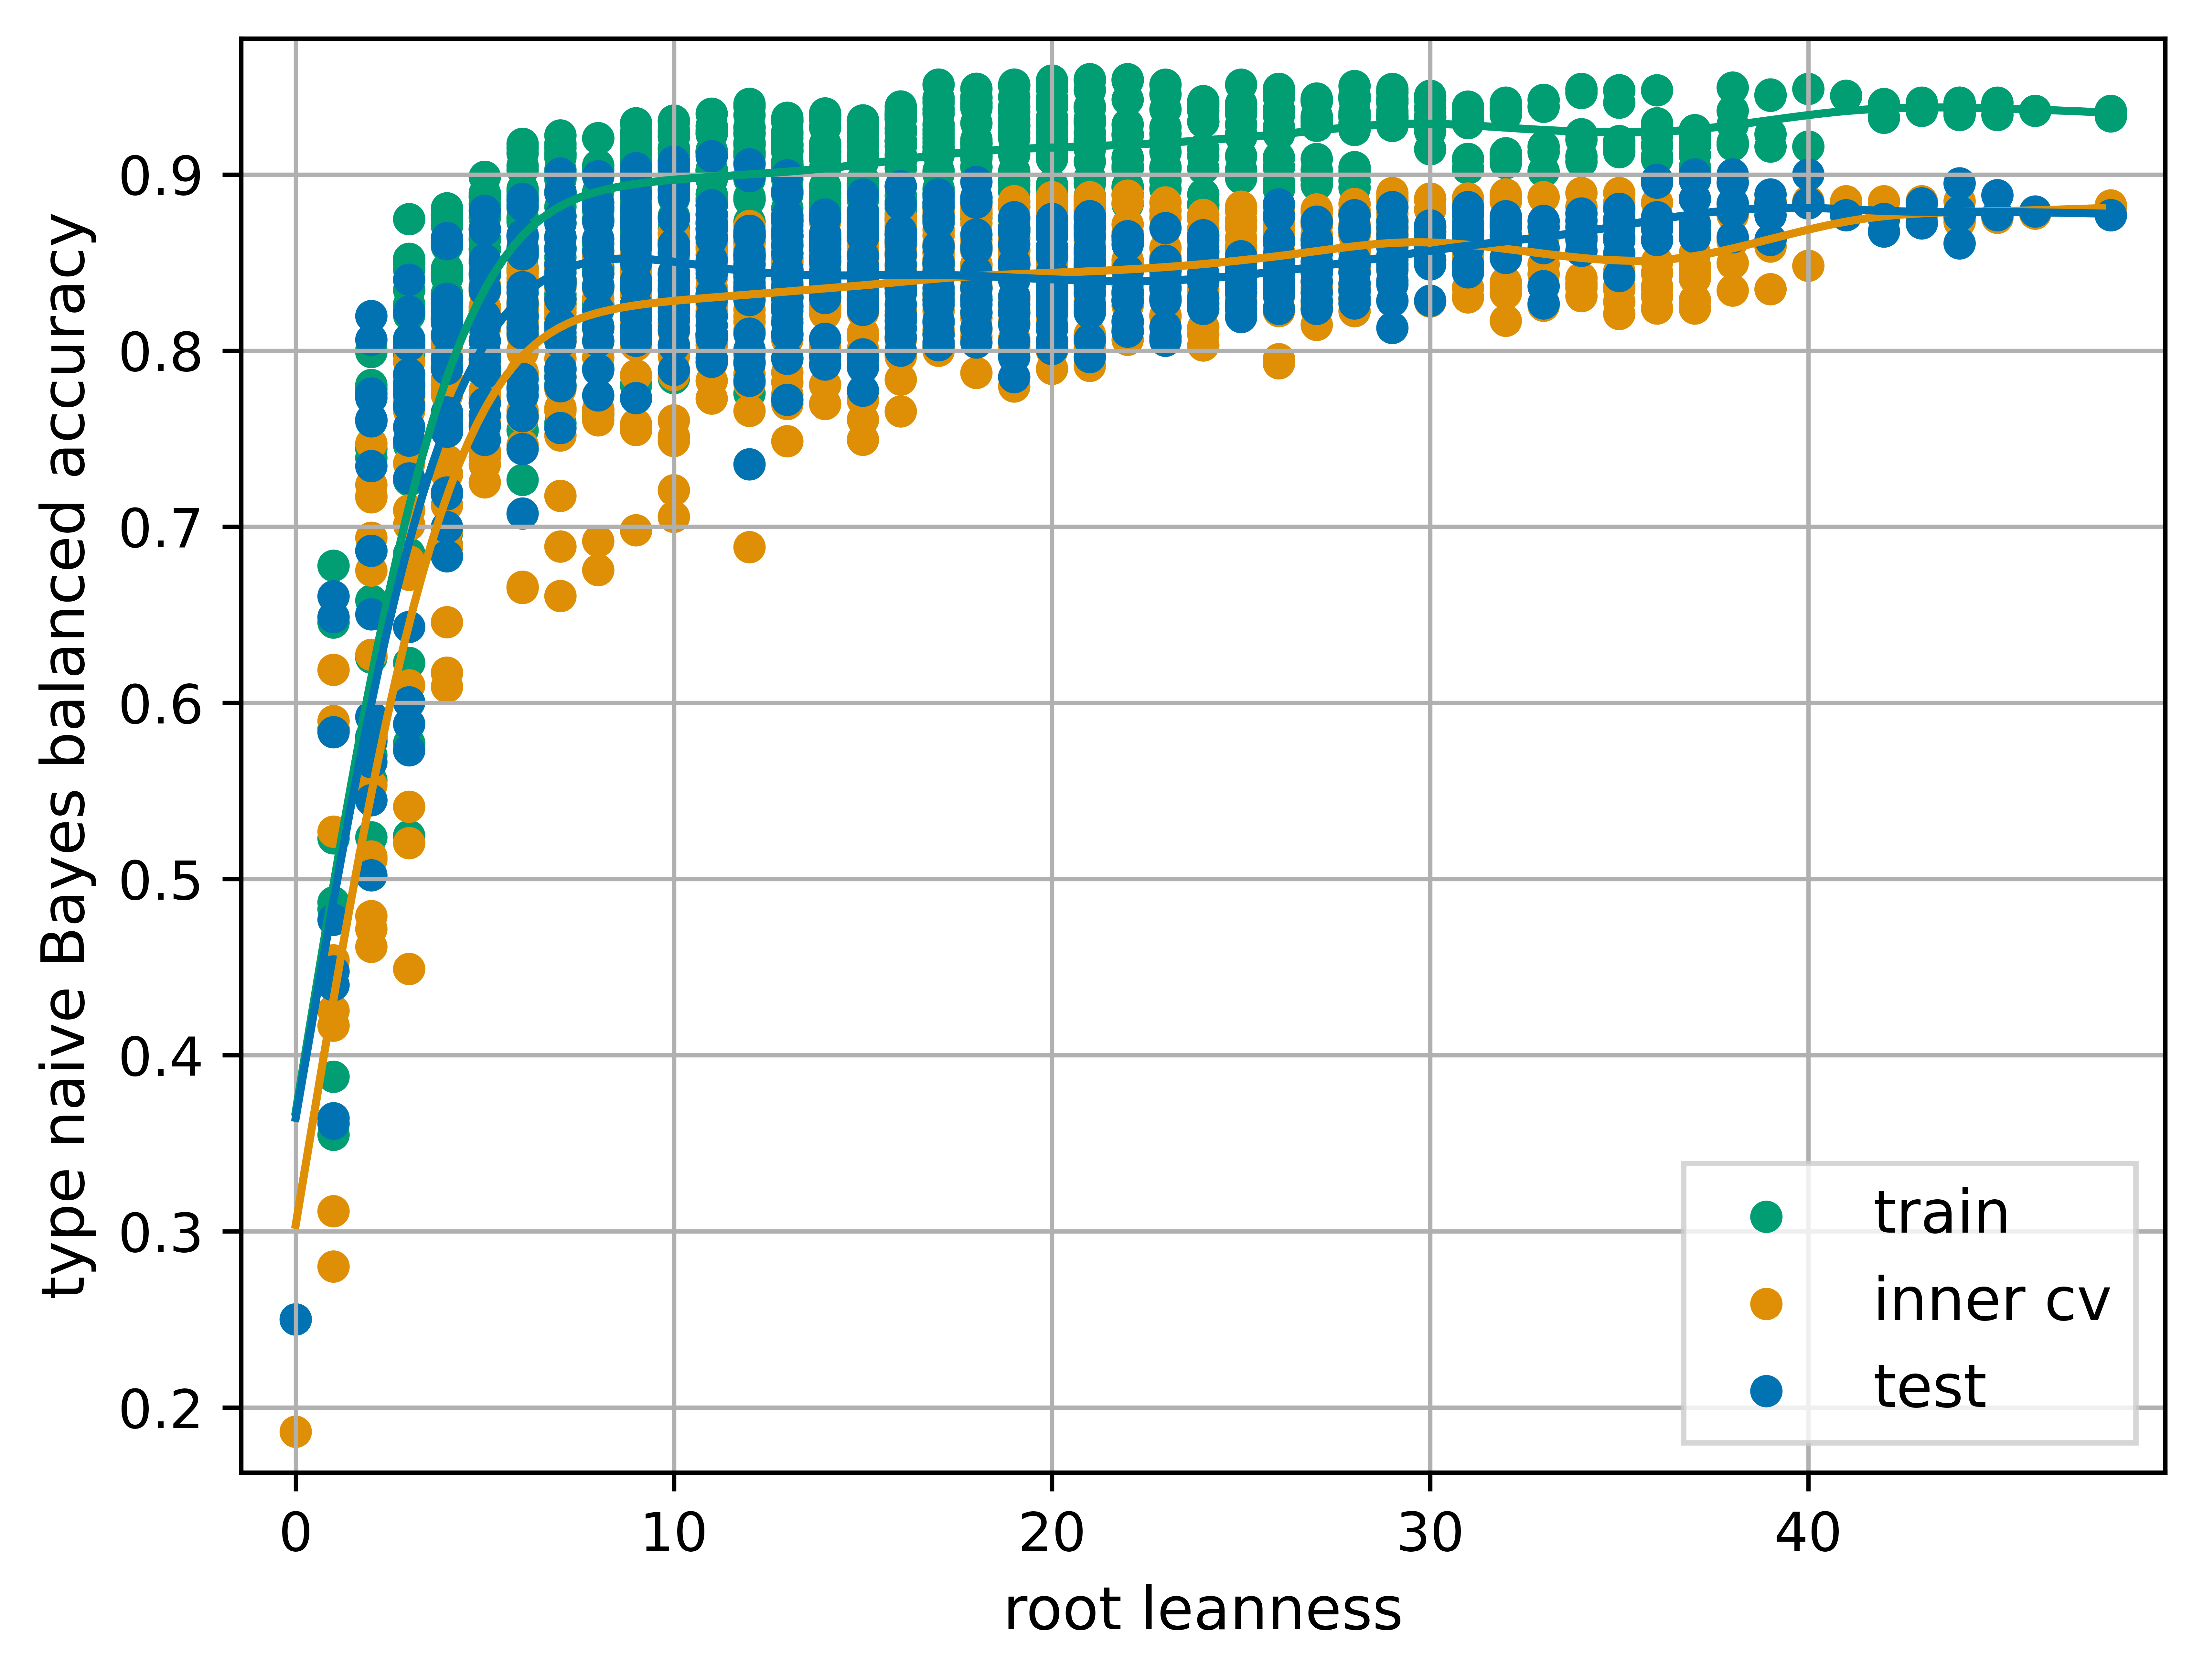 type naive Bayes balanced accuracy
0.9
0.8
0.7
0.6
0.5
0.4
0.3
0.2
0 10 20 30 40
root leanness
train
inner cv
test